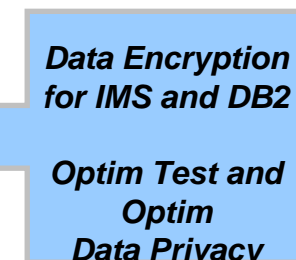 Data Encryption
for IMS and DB2
Optim Test and
Optim
Data Privacy